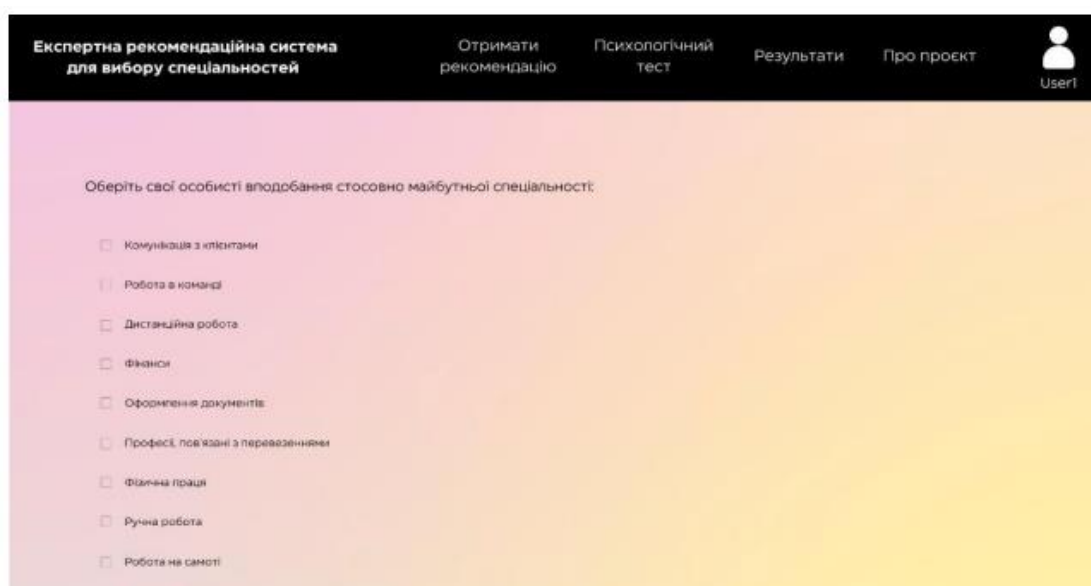 Експертна рекомендаційна система
для вибору спеціальностей
Отримати
рекомендацію
Психологічний
тест
Результати
Про проєкт
User1
Оберіть свої особисті вподобання стосовно майбутньої спеціальності:
Комунікація з клієнтами
Робота в команді
Дистанційна робота
Фінанси
Оформлення документів
Професії, пов'язані з перевезеннями
Фізична праця
Ручна робота
Робота на самоті